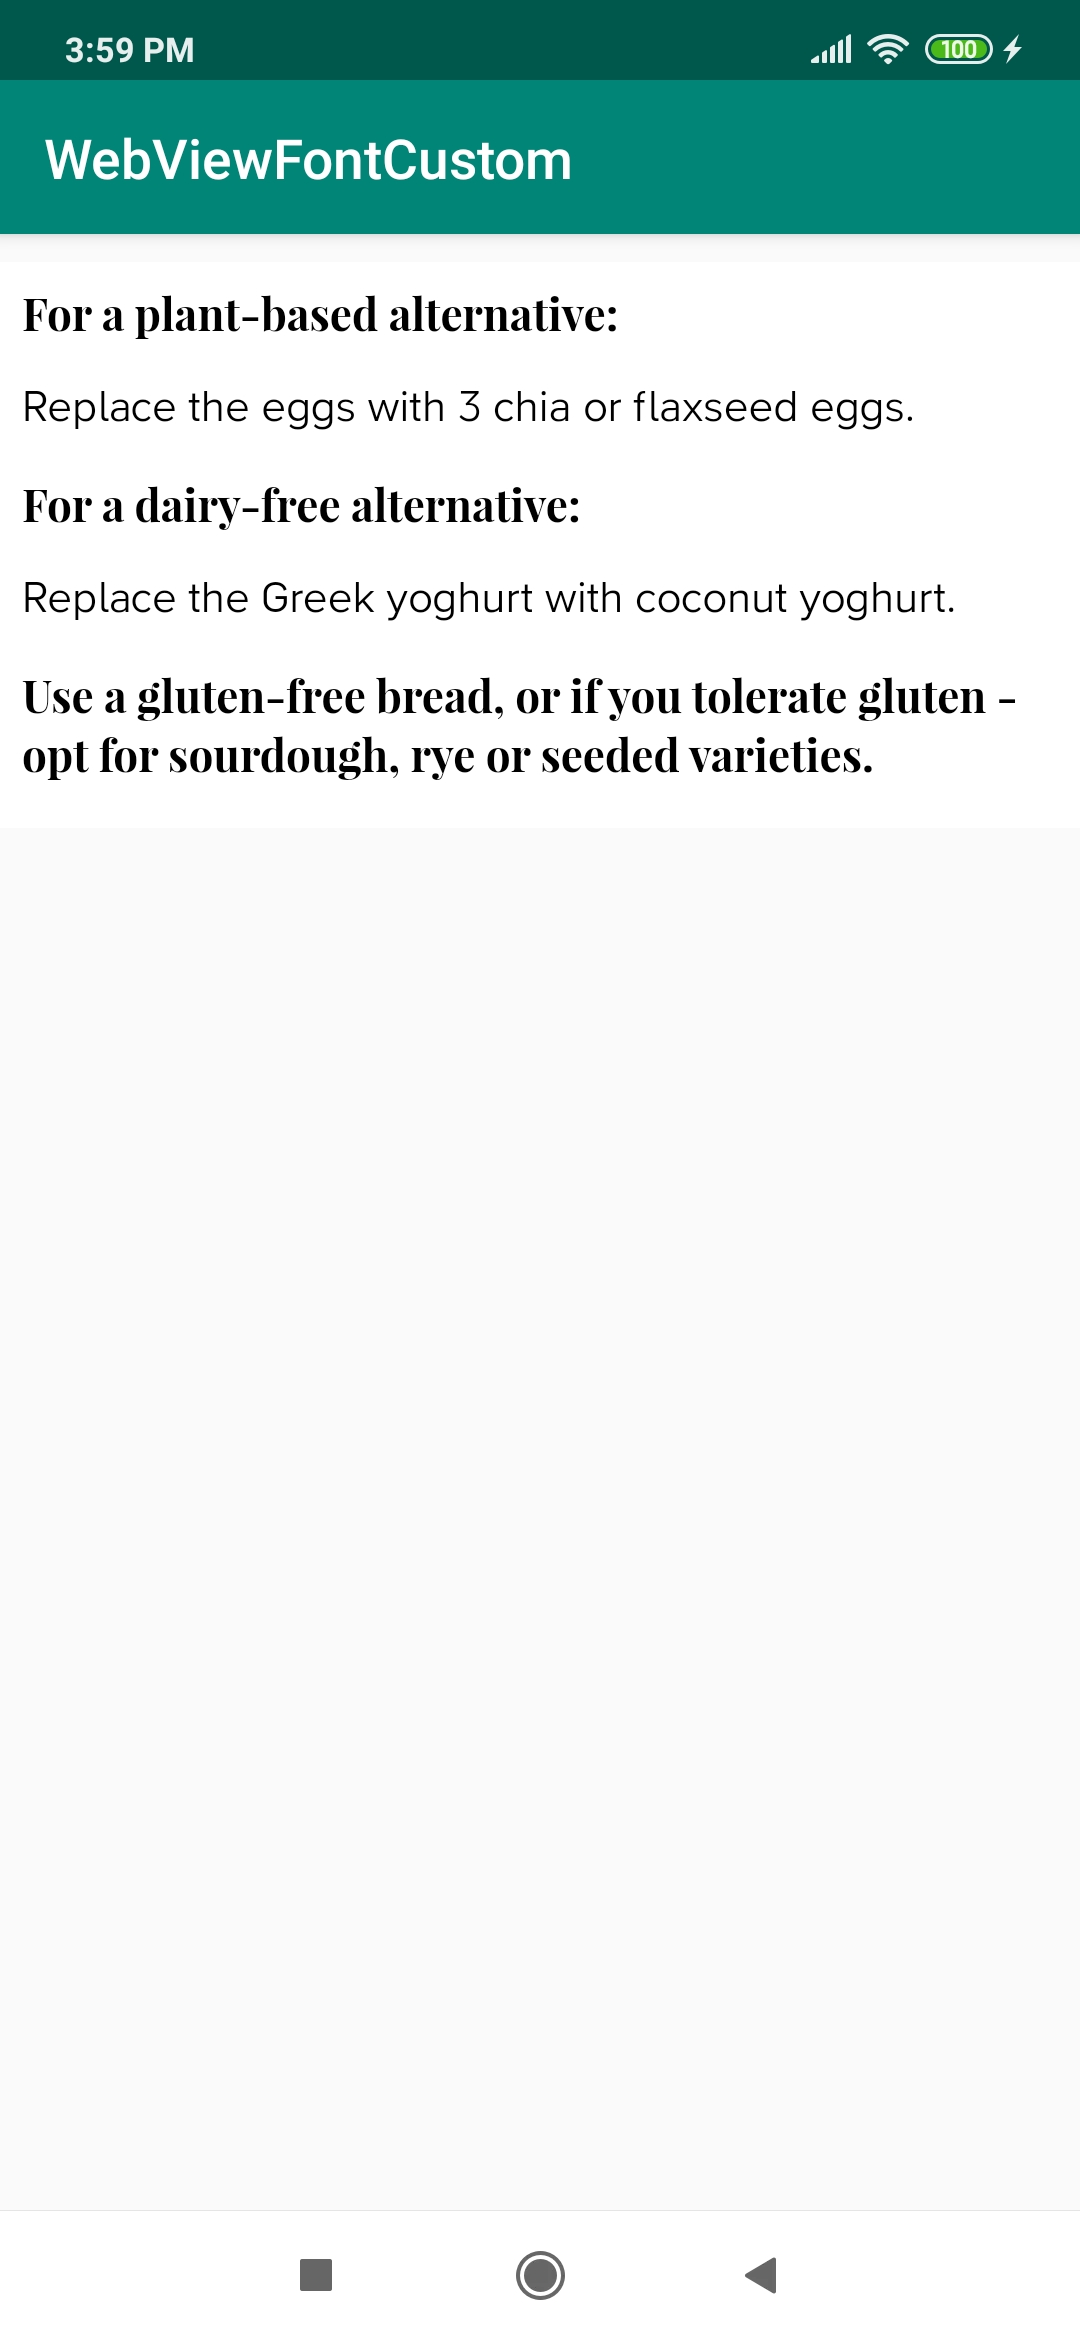 3:59 PM
100
WebViewFontCustom
For a plant-based alternative:
Replace the eggs with 3 chia or flaxseed eggs.
For a dairy-free alternative:
Replace the Greek yoghurt with coconut yoghurt.
Use a gluten-free bread, or if you tolerate gluten -
opt for sourdough, rye or seeded varieties.